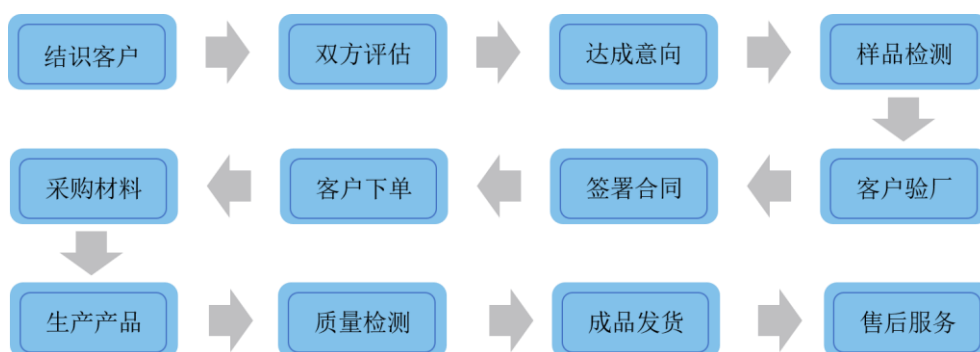 结识客户
双方评估
达成意向
样品检测
客户验厂
签署合同
客户下单
采购材料
生产产品
质量检测
成品发货
售后服务